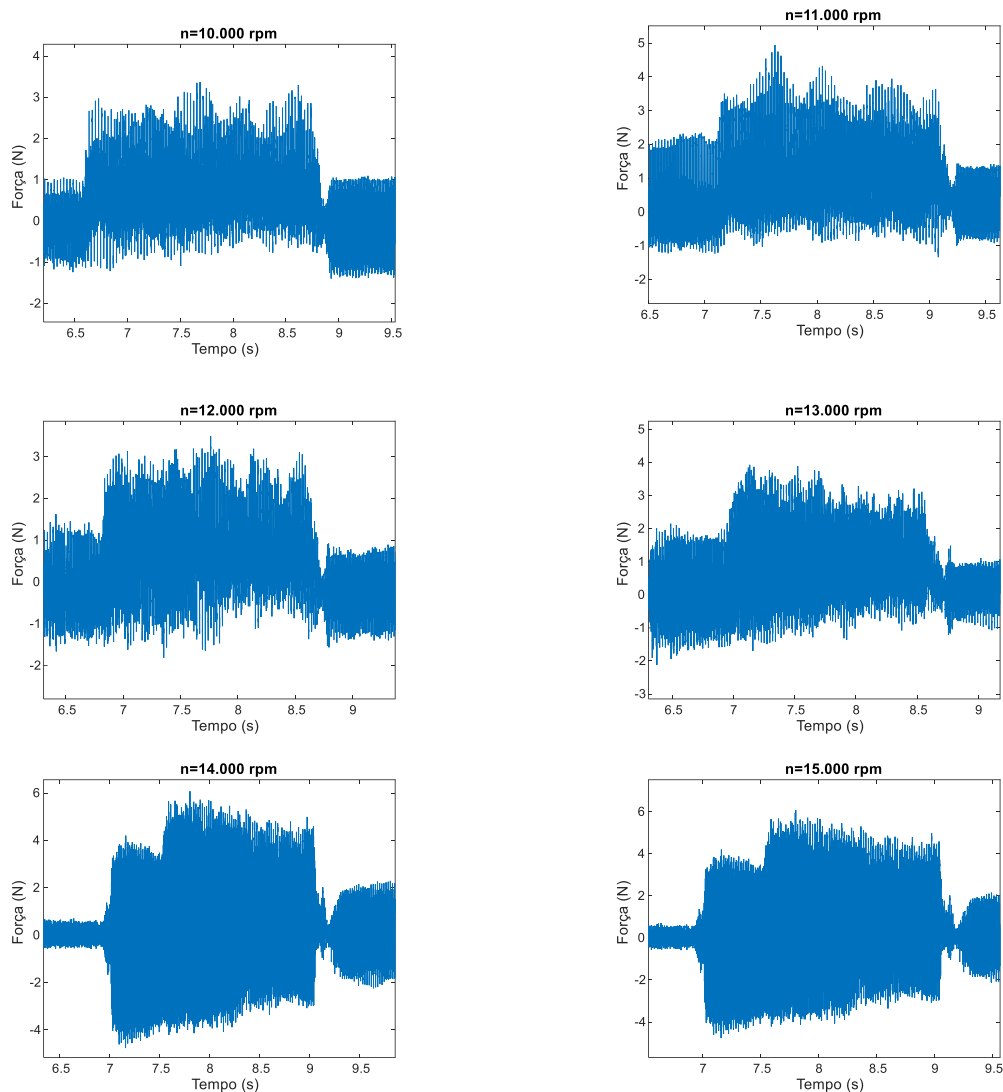 n=10.000 rpm
Força (N)
4
3
2
1
0
-1
-2
6.5 7 7.5 8 8.5 9 9.5
Tempo (s)
n=11.000 rpm
Força (N)
5
4
3
2
1
0
-1
-2
6.5 7 7.5 8 8.5 9 9.5
Tempo (s)
n=12.000 rpm
Força (N)
3
2
1
0
-1
-2
6.5 7 7.5 8 8.5 9
Tempo (s)
n=13.000 rpm
Força (N)
5
4
3
2
1
0
-1
-2
-3
6.5 7 7.5 8 8.5 9
Tempo (s)
n=14.000 rpm
Força (N)
6
4
2
0
-2
-4
6.5 7 7.5 8 8.5 9 9.5
Tempo (s)
n=15.000 rpm
Força (N)
6
4
2
0
-2
-4
7 7.5 8 8.5 9 9.5
Tempo (s)